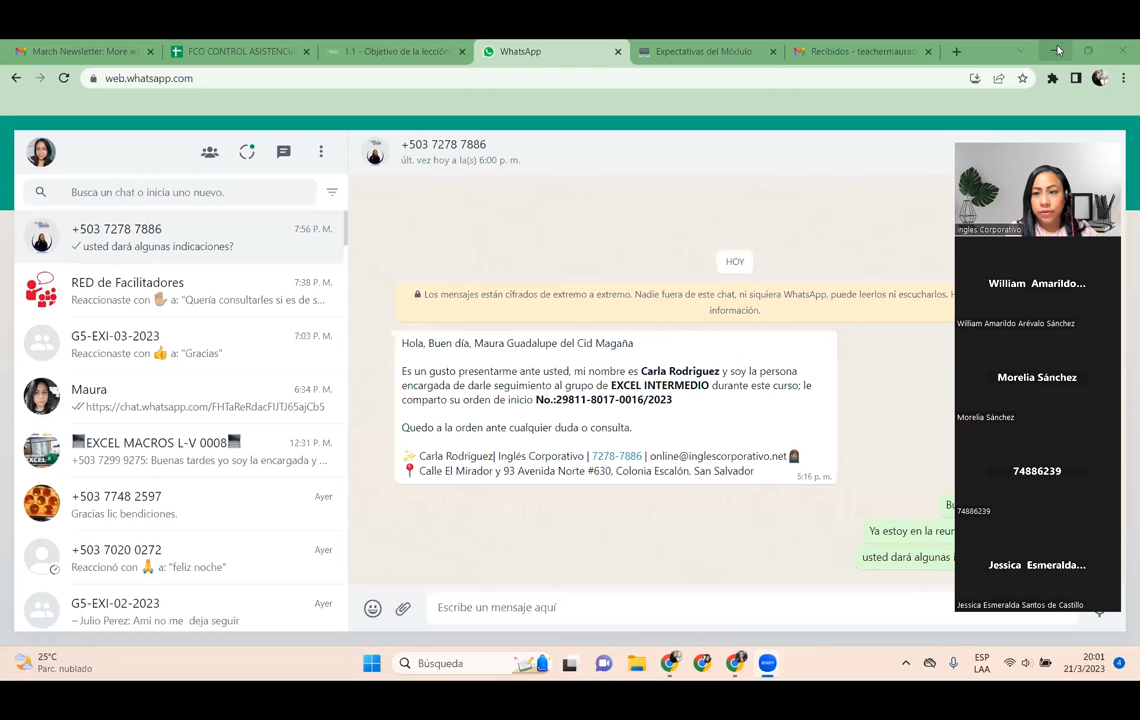 March Newsletter: More wa
FCO CONTROL ASISTENCIA
1.1 - Objetivo de la lección
WhatsApp
Expectativas del Módulo
Recibidos - teachermaura
web.whatsapp.com
+503 7278 7886
últ. vez hoy a la(s) 6:00 p. m.
Busca un chat o inicia uno nuevo.
+503 7278 7886
7:56 P. M.
usted dará algunas indicaciones?
RED de Facilitadores
7:38 P. M.
Reaccionaste con a: "Quería consultarles si es de s...
G5-EXI-03-2023
7:03 P. M.
Reaccionaste con 👍 a: "Gracias"
Maura
6:34 P. M.
EXCEL MACROS L-V 0008
12:31 P. M.
+503 7299 9275: Buenas tardes yo soy la encargada y ...
+503 7748 2597
Ayer
Gracias lic bendiciones.
+503 7020 0272
Ayer
Reaccionó con 🙏 a: "feliz noche"
G5-EXI-02-2023
Ayer
~Julio Perez: Ami no me deja seguir
HOY
Los mensajes están cifrados de extremo a extremo. Nadie fuera de este chat, ni siquiera WhatsApp, puede leerlos ni escucharlos. H
información.
Hola, Buen día, Maura Guadalupe del Cid Magaña
Es un gusto presentarme ante usted, mi nombre es Carla Rodriguez y soy la persona
encargada de darle seguimiento al grupo de EXCEL INTERMEDIO durante este curso; le
comparto su orden de inicio No.:29811-8017-0016/2023
Quedo a la orden ante cualquier duda o consulta.
✨ Carla Rodriguez| Inglés Corporativo | 7278-7886 | online@inglescorporativo.net
📍 Calle El Mirador y 93 Avenida Norte #630, Colonia Escalón, San Salvador
5:16 p. m.
Bu
Ya estoy en la reun
usted dará algunas i
Escribe un mensaje aquí
Ingles Corporativo
William Amarildo...
William Amarildo Arévalo Sánchez
Morelia Sánchez
Morelia Sánchez
74886239
74886239
Jessica Esmeralda...
Jessica Esmeralda Santos de Castillo
25°C
Parc. nublado
Búsqueda
zoom
ESP
LAA
20:01
21/3/2023
4